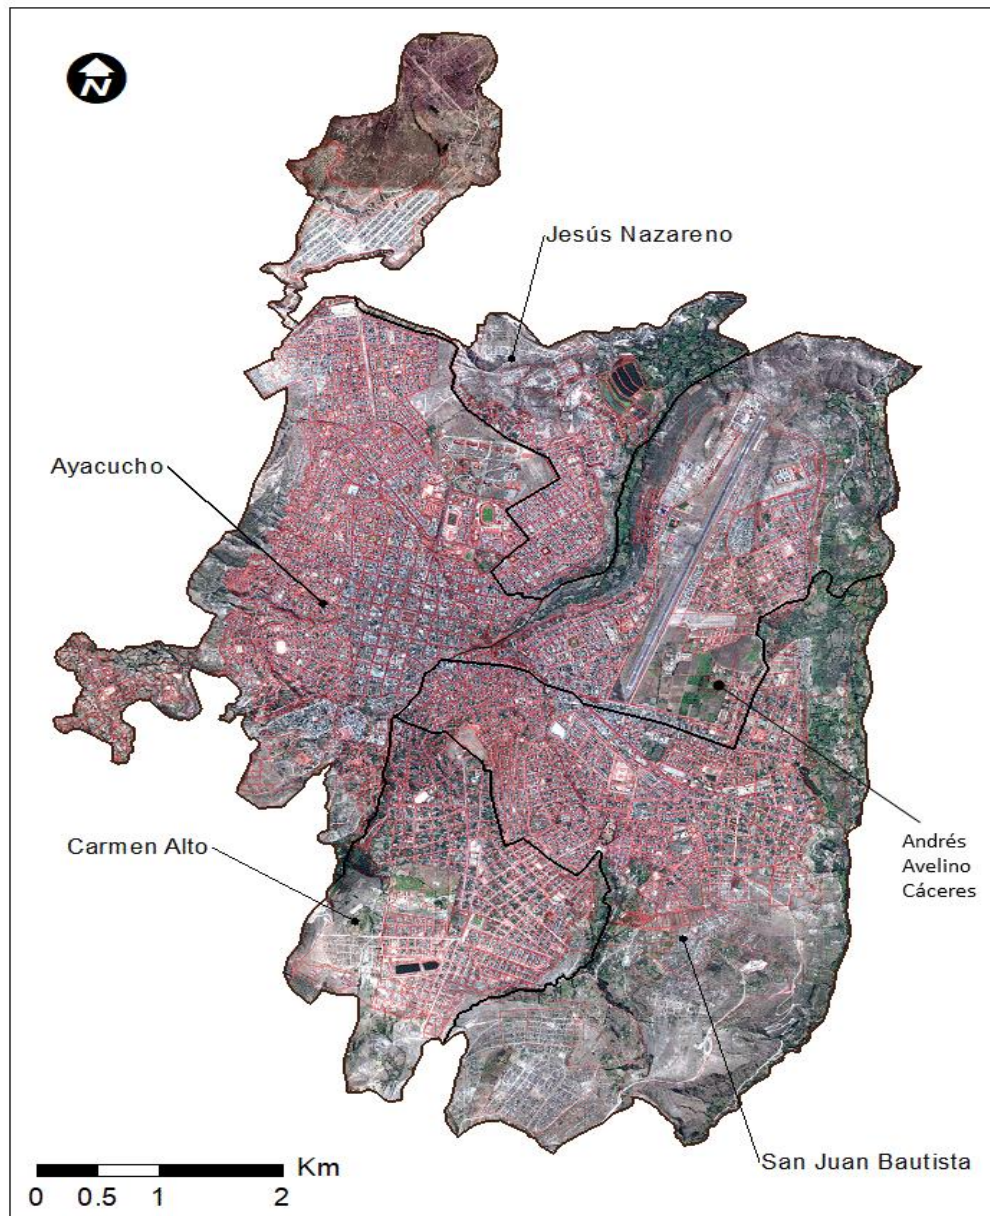 N
Jesús Nazareno
Ayacucho
Carmen Alto
Andrés
Avelino
Cáceres
San Juan Bautista
Km
0 0.5 1 2